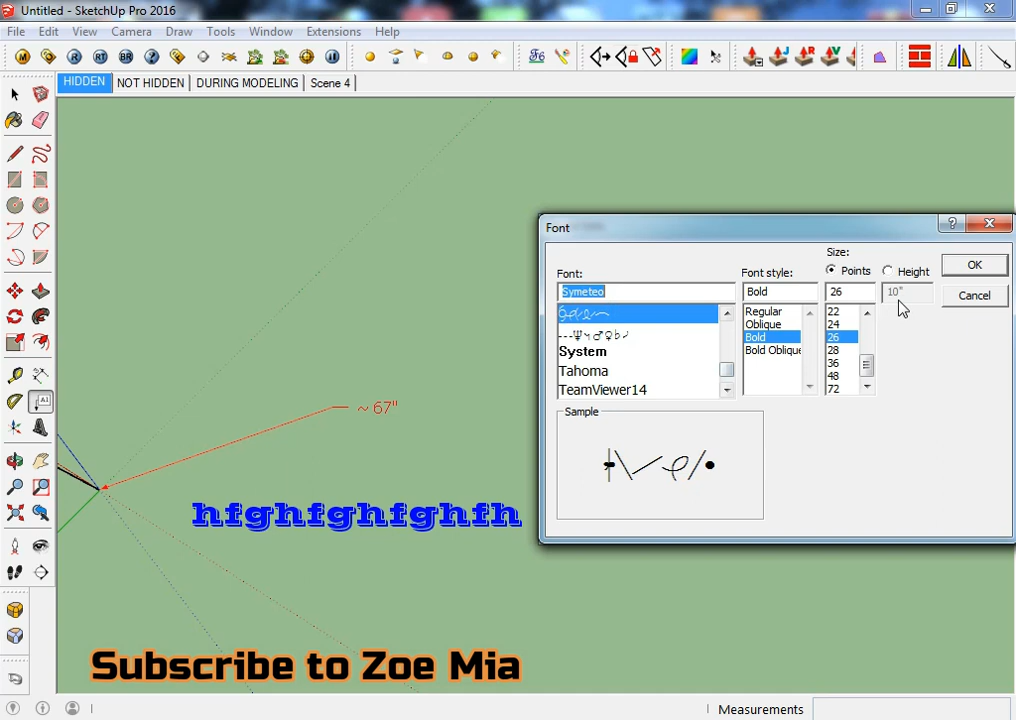 Untitled - SketchUp Pro 2016
File Edit View Camera Draw Tools Window Extensions Help
HIDDEN NOT HIDDEN DURING MODELING Scene 4
Font
Size:
Font: Font style: Points Height OK
Symeteo Bold 26 10" Cancel
Regular 22
Oblique 24
System Bold 26
Tahoma Bold Oblique 28
TeamViewer14 36
48
72
Sample
~ 67"
hfghfghfghfh
Subscribe to Zoe Mia
Measurements